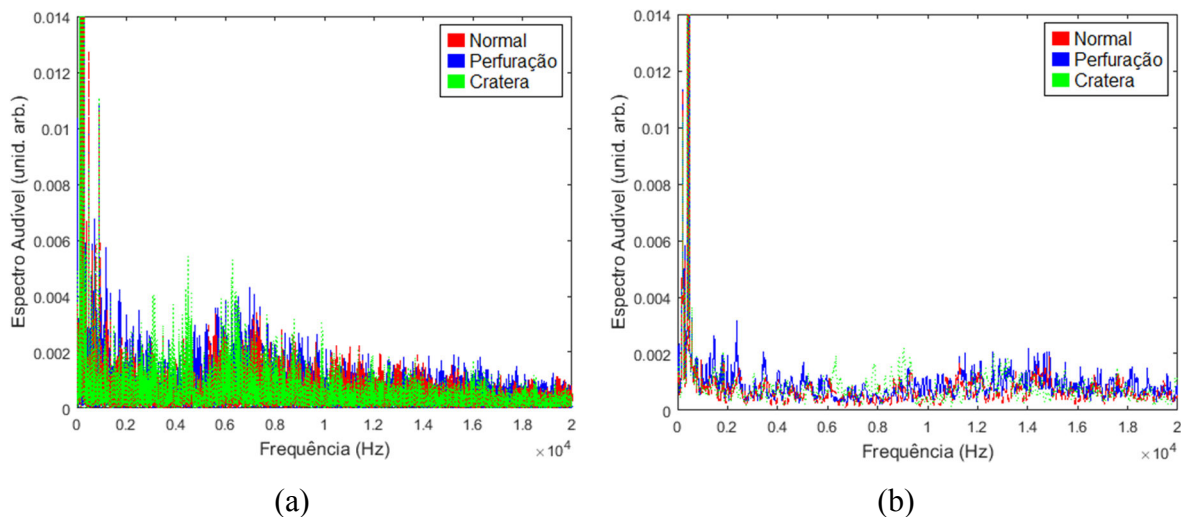 0.014
0.012
0.01
0.008
0.006
0.004
0.002
0
Espectro Audível (unid. arb.)
Normal
Perfuração
Cratera
0 0.2 0.4 0.6 0.8 1 1.2 1.4 1.6 1.8 2
Frequência (Hz)
×10⁴
(a)
0.014
0.012
0.01
0.008
0.006
0.004
0.002
0
Espectro Audível (unid. arb.)
Normal
Perfuração
Cratera
0 0.2 0.4 0.6 0.8 1 1.2 1.4 1.6 1.8 2
Frequência (Hz)
×10⁴
(b)